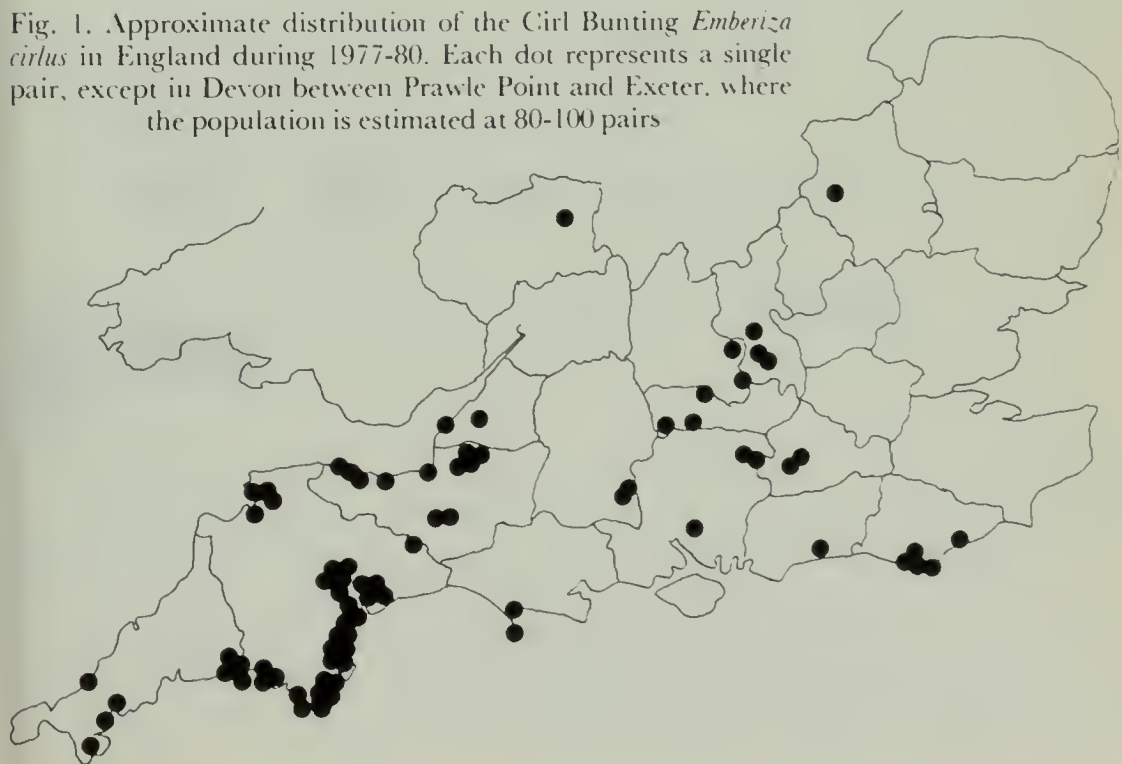 Fig. 1. Approximate distribution of the Cirl Bunting Emberiza
cirlus in England during 1977-80. Each dot represents a single
pair, except in Devon between Prawle Point and Exeter, where
the population is estimated at 80-100 pairs